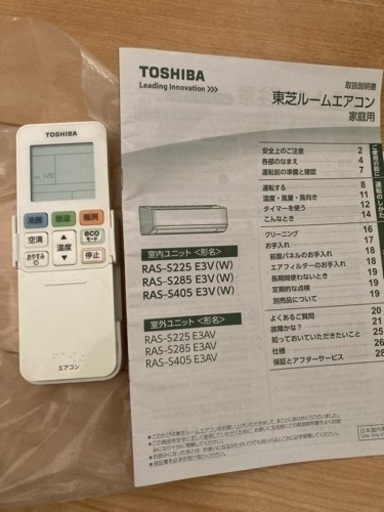 TOSHIBA
冷房
除湿
暖房
空清
温度
ecoモード
おやすみ
停止
エアコン
TOSHIBA
Leading Innovation >>>
取扱説明書
東芝ルームエアコン
家庭用
安全上のご注意 2
各部のなまえ 4
運転前の準備と確認 7
運転する 8
温度・風量・風向き 11
タイマーを使う 12
こんなとき 14
クリーニング 16
お手入れ 17
前面パネルのお手入れ 18
エアフィルターのお手入れ 18
長期間使わないとき 19
定期的な点検 19
別売品について 19
よくあるご質問 20
故障かな? 21
知っておいていただきたいこと 25
仕様 26
保証とアフターサービス 28
ご使用の前に
室内ユニット <形名>
RAS-S225 E3V (W)
RAS-S285 E3V (W)
RAS-S405 E3V (W)
室外ユニット <形名>
RAS-S225 E3AV
RAS-S285 E3AV
RAS-S405 E3AV